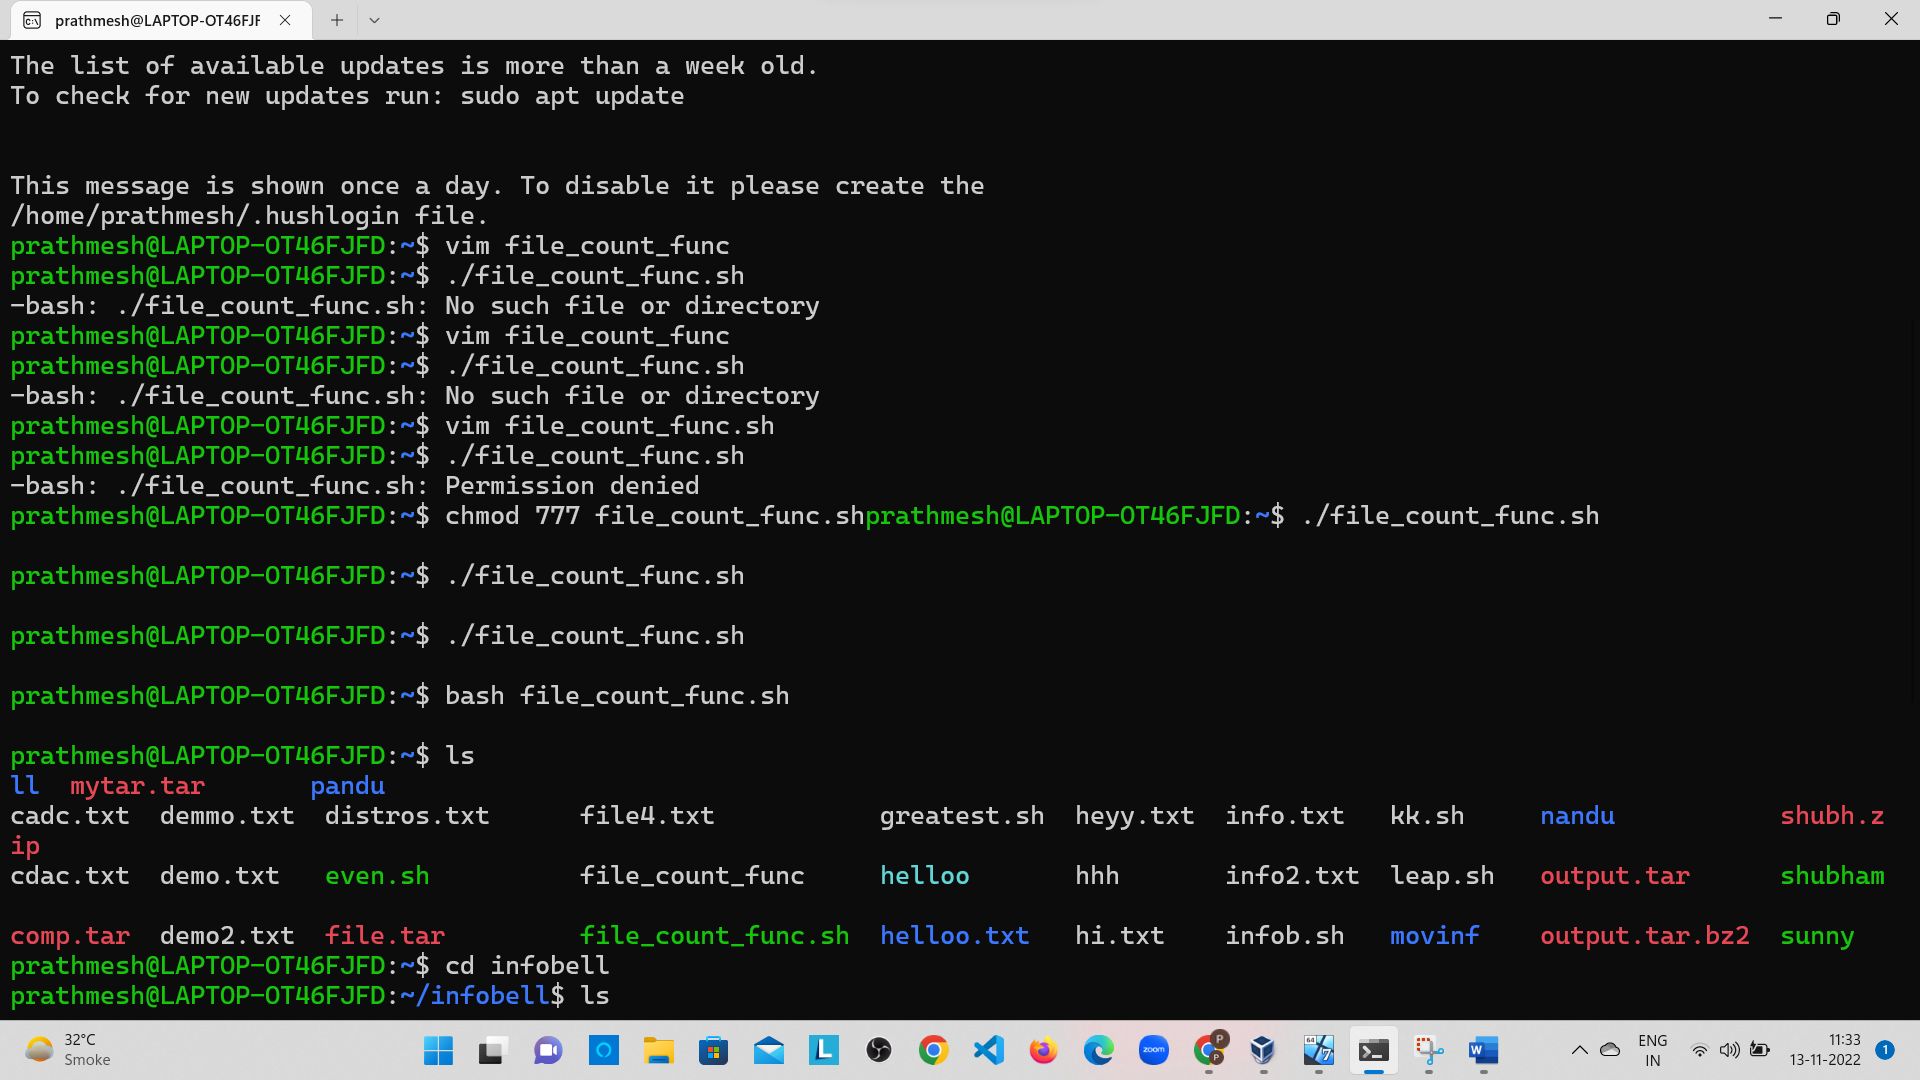 prathmesh@LAPTOP-OT46FJF
The list of available updates is more than a week old.
To check for new updates run: sudo apt update
This message is shown once a day. To disable it please create the
/home/prathmesh/.hushlogin file.
prathmesh@LAPTOP-OT46FJFD:~$ vim file_count_func
prathmesh@LAPTOP-OT46FJFD:~$ ./file_count_func.sh
-bash: ./file_count_func.sh: No such file or directory
prathmesh@LAPTOP-OT46FJFD:~$ vim file_count_func
prathmesh@LAPTOP-OT46FJFD:~$ ./file_count_func.sh
-bash: ./file_count_func.sh: No such file or directory
prathmesh@LAPTOP-OT46FJFD:~$ vim file_count_func.sh
prathmesh@LAPTOP-OT46FJFD:~$ ./file_count_func.sh
-bash: ./file_count_func.sh: Permission denied
prathmesh@LAPTOP-OT46FJFD:~$ chmod 777 file_count_func.shprathmesh@LAPTOP-OT46FJFD:~$ ./file_count_func.sh
prathmesh@LAPTOP-OT46FJFD:~$ ./file_count_func.sh
prathmesh@LAPTOP-OT46FJFD:~$ ./file_count_func.sh
prathmesh@LAPTOP-OT46FJFD:~$ bash file_count_func.sh
prathmesh@LAPTOP-OT46FJFD:~$ ls
ll mytar.tar pandu
cadc.txt demmo.txt distros.txt file4.txt greatest.sh heyy.txt info.txt kk.sh nandu shubh.z
ip
cdac.txt demo.txt even.sh file_count_func helloo hhh info2.txt leap.sh output.tar shubham
comp.tar demo2.txt file.tar file_count_func.sh helloo.txt hi.txt infob.sh movinf output.tar.bz2 sunny
prathmesh@LAPTOP-OT46FJFD:~$ cd infobell
prathmesh@LAPTOP-OT46FJFD:~/infobell$ ls
32°C
Smoke
L
zoom
P
P
64
7
W
ENG
IN
11:33
13-11-2022
1